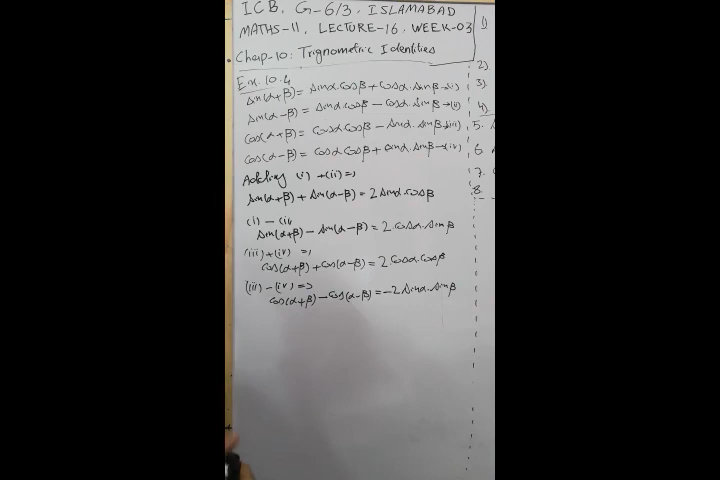 ICB, G-6/3, ISLAMABAD
MATHS-11, LECTURE-16, WEEK-03
Chap-10: Trignometric Identities
Ex. 10.4
Sin(α+β) = Sinα.Cosβ + Cosα.Sinβ →(i)
Sin(α-β) = Sinα.Cosβ - Cosα.Sinβ →(ii)
Cos(α+β) = Cosα Cosβ - Sinα.Sinβ →(iii)
Cos(α-β) = Cosα Cosβ + Sinα.Sinβ →(iv)
Adding (i) + (ii) =>
Sin(α+β) + Sin(α-β) = 2 Sinα.Cosβ
(i) - (ii
Sin(α+β) - Sin(α-β) = 2 Cosα.Sinβ
(iii) + (iv) =>
Cos(α+β) + Cos(α-β) = 2 Cosα.Cosβ
(iii) - (iv) =>
Cos(α+β) - Cos(α-β) = -2 Sinα.Sinβ
1)
2)
3)
4)
5.
6.
7.
8.